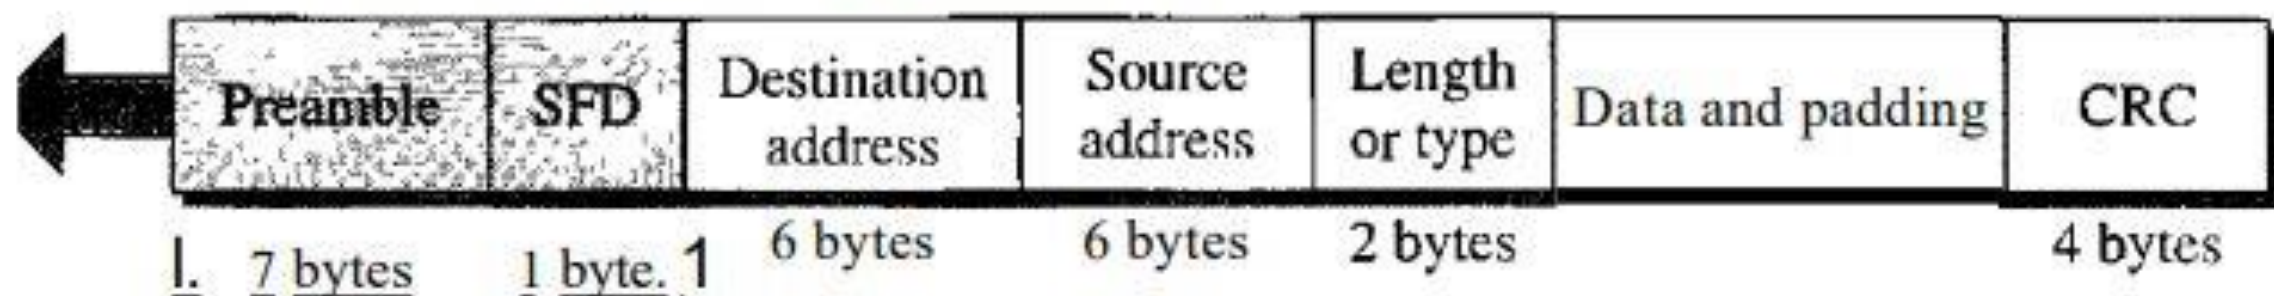 Preamble SFD Destination address Source address Length or type Data and padding CRC
l. 7 bytes 1 byte. 1 6 bytes 6 bytes 2 bytes 4 bytes